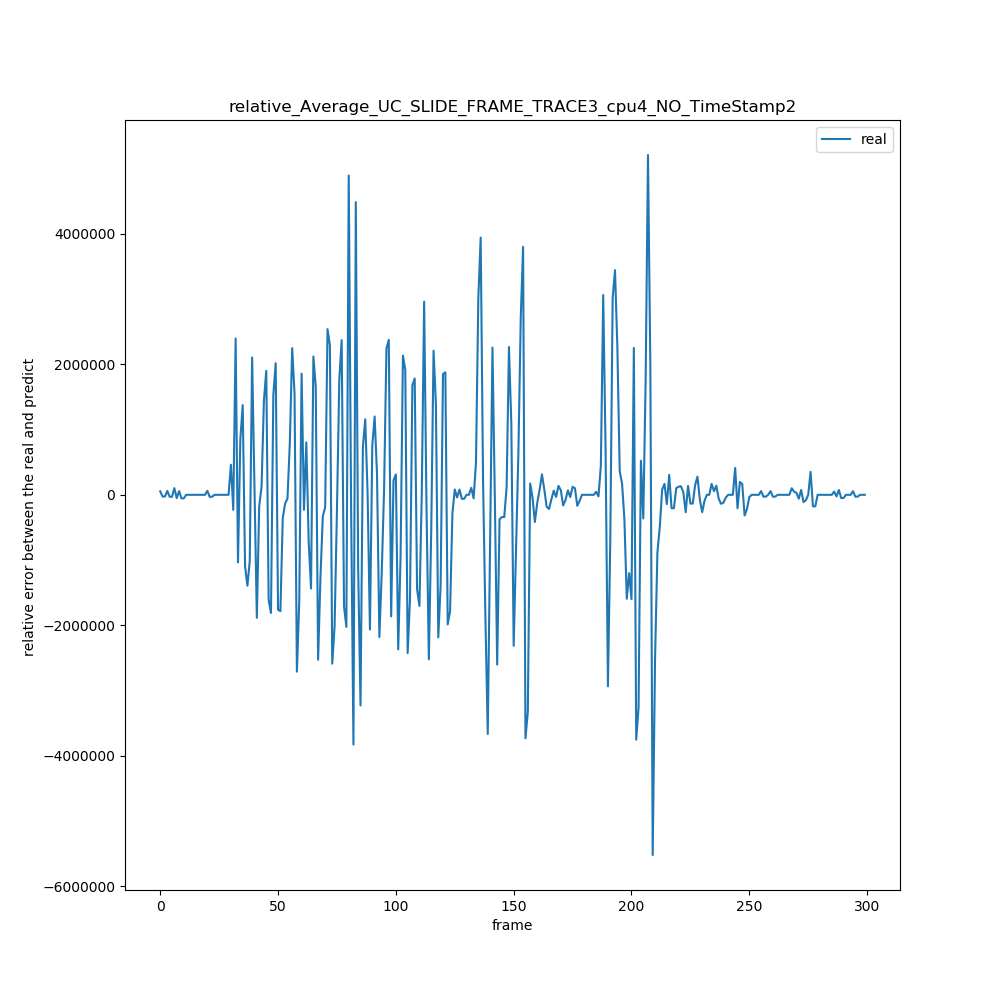 relative_Average_UC_SLIDE_FRAME_TRACE3_cpu4_NO_TimeStamp2
real
relative error between the real and predict
4000000
2000000
0
−2000000
−4000000
−6000000
0 50 100 150 200 250 300
frame